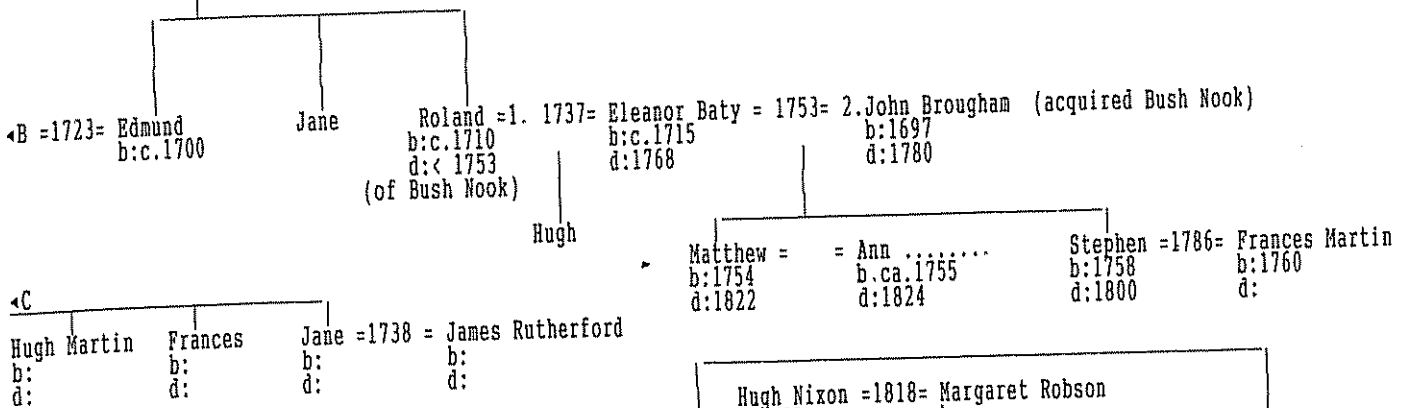 ◂B =1723= Edmund Jane Roland =1. 1737= Eleanor Baty = 1753= 2.John Brougham (acquired Bush Nook)
b:c.1700 b:c.1710 b:c.1715 b:1697
d:< 1753 d:1768 d:1780
(of Bush Nook)
Hugh
Matthew = = Ann ........ Stephen =1786= Frances Martin
b:1754 b.ca.1755 b:1758 b:1760
d:1822 d:1824 d:1800 d:
◂C
Hugh Martin Frances Jane =1738 = James Rutherford
b: b: b: b:
d: d: d: d:
Hugh Nixon =1818= Margaret Robson